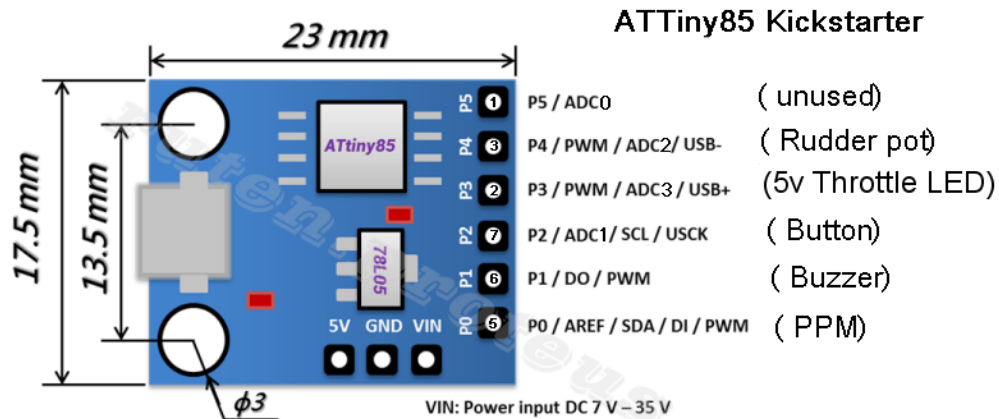 ATTiny85 Kickstarter
23 mm
17.5 mm
13.5 mm
ATtiny85
78L05
P5 1 P5 / ADC0 ( unused)
P4 3 P4 / PWM / ADC2/ USB- ( Rudder pot)
P3 2 P3 / PWM / ADC3 / USB+ (5v Throttle LED)
P2 7 P2 / ADC1/ SCL / USCK ( Button)
P1 6 P1 / DO / PWM ( Buzzer)
P0 5 P0 / AREF / SDA / DI / PWM ( PPM)
5V GND VIN
ϕ3
VIN: Power input DC 7 V – 35 V